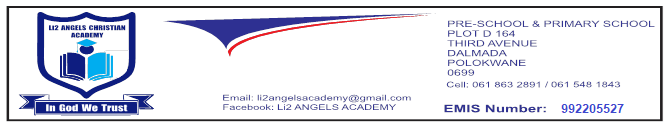 Li2 ANGELS CHRISTIAN
ACADEMY
In God We Trust
Email: li2angelsacademy@gmail.com
Facebook: Li2 ANGELS ACADEMY
PRE-SCHOOL & PRIMARY SCHOOL
PLOT D 164
THIRD AVENUE
DALMADA
POLOKWANE
0699
Cell: 061 863 2891 / 061 548 1843
EMIS Number: 992205527